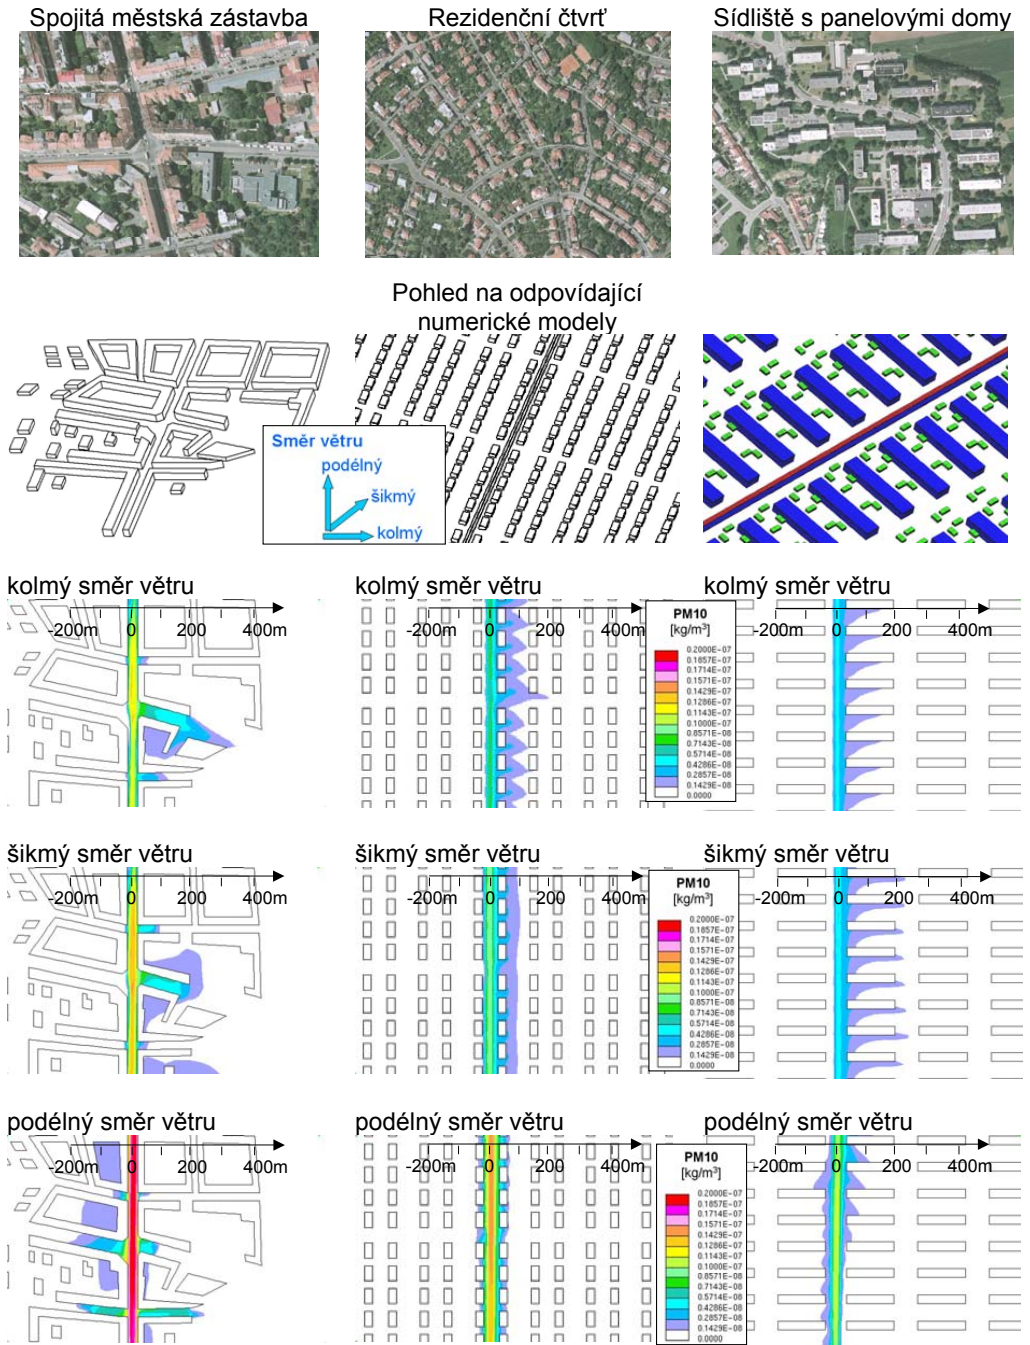 Spojitá městská zástavba
Rezidenční čtvrť
Sídliště s panelovými domy
Pohled na odpovídající
numerické modely
Směr větru
podélný
šikmý
kolmý
kolmý směr větru
kolmý směr větru
kolmý směr větru
-200m 0 200 400m
-200m 0 200 400m
-200m 0 200 400m
PM10
[kg/m³]
0.2000E-07
0.1857E-07
0.1714E-07
0.1571E-07
0.1429E-07
0.1286E-07
0.1143E-07
0.1000E-07
0.8571E-08
0.7143E-08
0.5714E-08
0.4286E-08
0.2857E-08
0.1429E-08
0.0000
šikmý směr větru
šikmý směr větru
šikmý směr větru
-200m 0 200 400m
-200m 0 200 400m
-200m 0 200 400m
PM10
[kg/m³]
0.2000E-07
0.1857E-07
0.1714E-07
0.1571E-07
0.1429E-07
0.1286E-07
0.1143E-07
0.1000E-07
0.8571E-08
0.7143E-08
0.5714E-08
0.4286E-08
0.2857E-08
0.1429E-08
0.0000
podélný směr větru
podélný směr větru
podélný směr větru
-200m 0 200 400m
-200m 0 200 400m
-200m 0 200 400m
PM10
[kg/m³]
0.2000E-07
0.1857E-07
0.1714E-07
0.1571E-07
0.1429E-07
0.1286E-07
0.1143E-07
0.1000E-07
0.8571E-08
0.7143E-08
0.5714E-08
0.4286E-08
0.2857E-08
0.1429E-08
0.0000